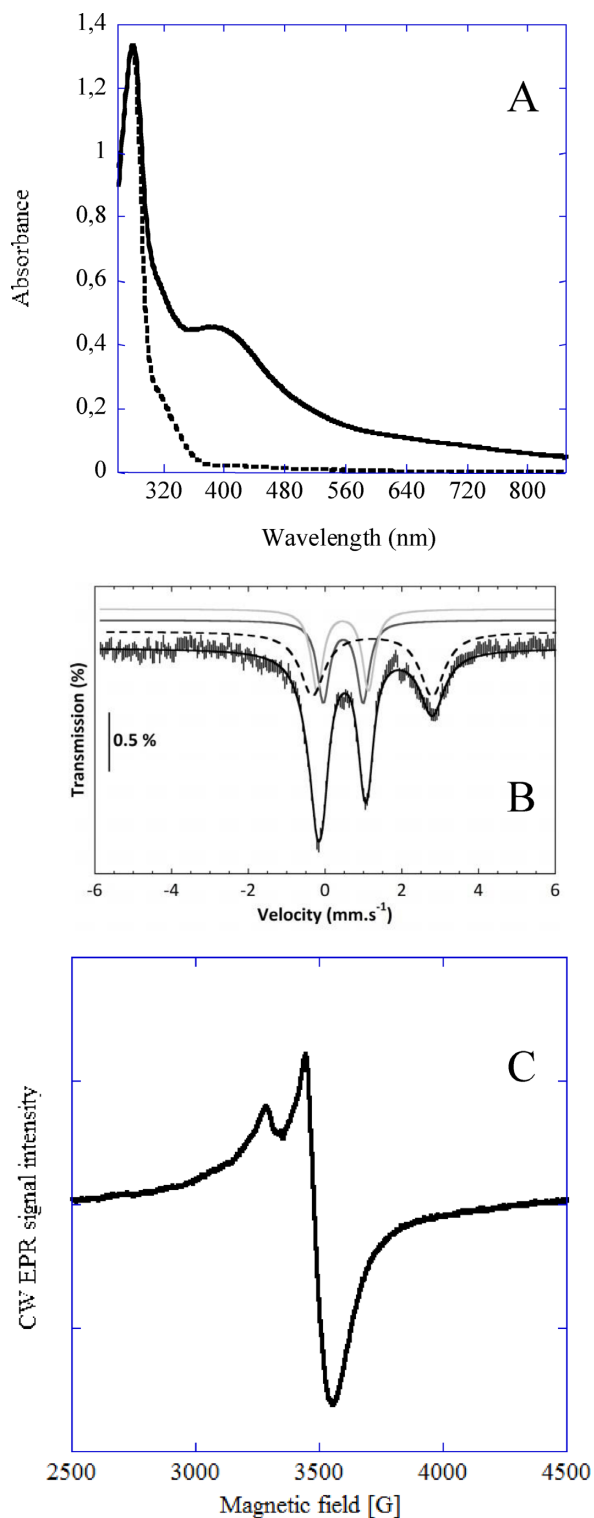 1,4
1,2
1
0,8
0,6
0,4
0,2
0
Absorbance
A
320 400 480 560 640 720 800
Wavelength (nm)
Transmission (%)
0.5 %
B
-6 -4 -2 0 2 4 6
Velocity (mm.s-1)
C
CW EPR signal intensity
2500 3000 3500 4000 4500
Magnetic field [G]